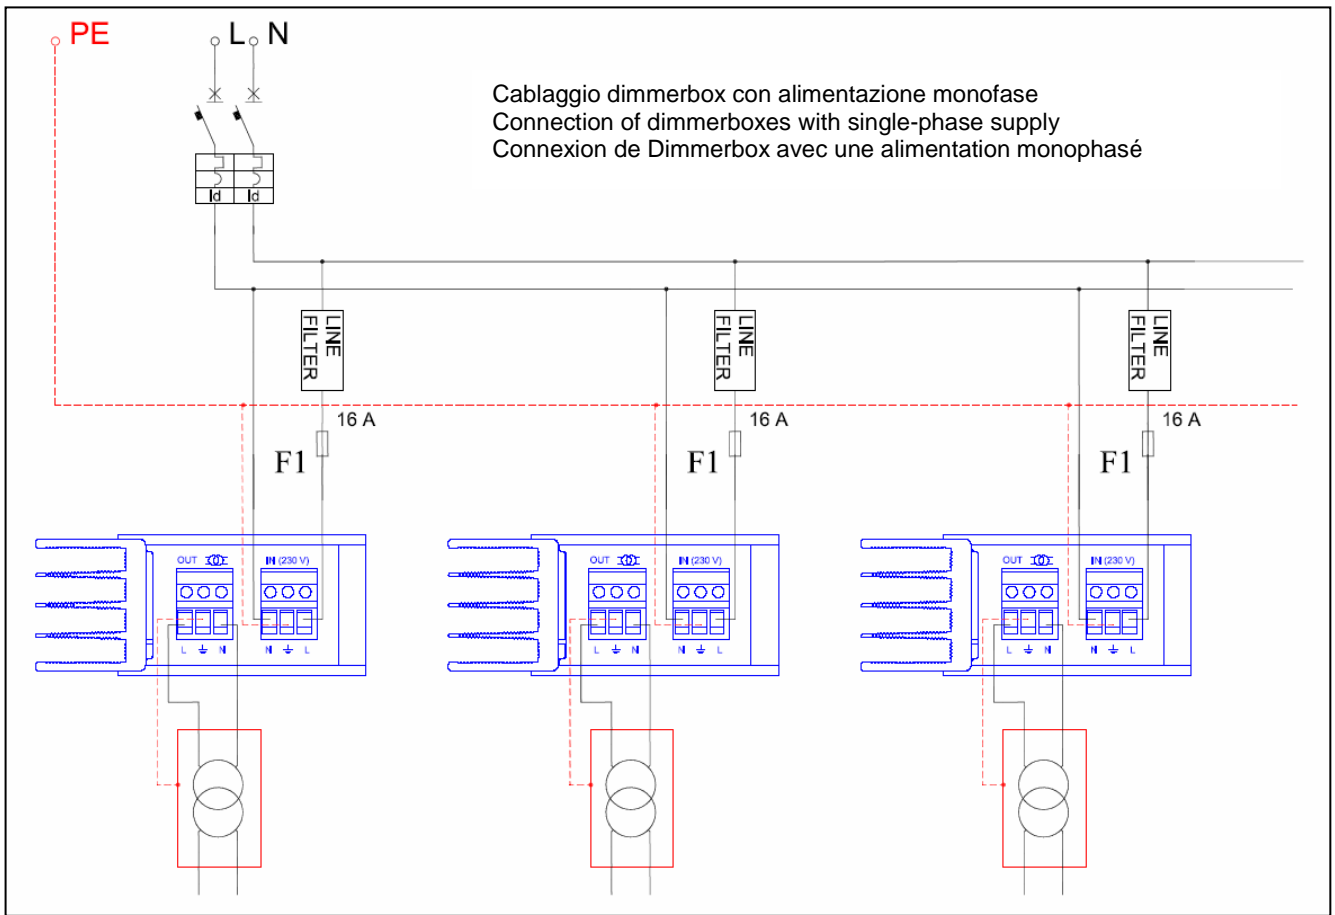 PE
L N
Cablaggio dimmerbox con alimentazione monofase
Connection of dimmerboxes with single-phase supply
Connexion de Dimmerbox avec une alimentation monophasé
Id Id
LINE FILTER
LINE FILTER
LINE FILTER
16 A
16 A
16 A
F1
F1
F1
OUT IN (230 V)
OUT IN (230 V)
OUT IN (230 V)
L N N L
L N N L
L N N L